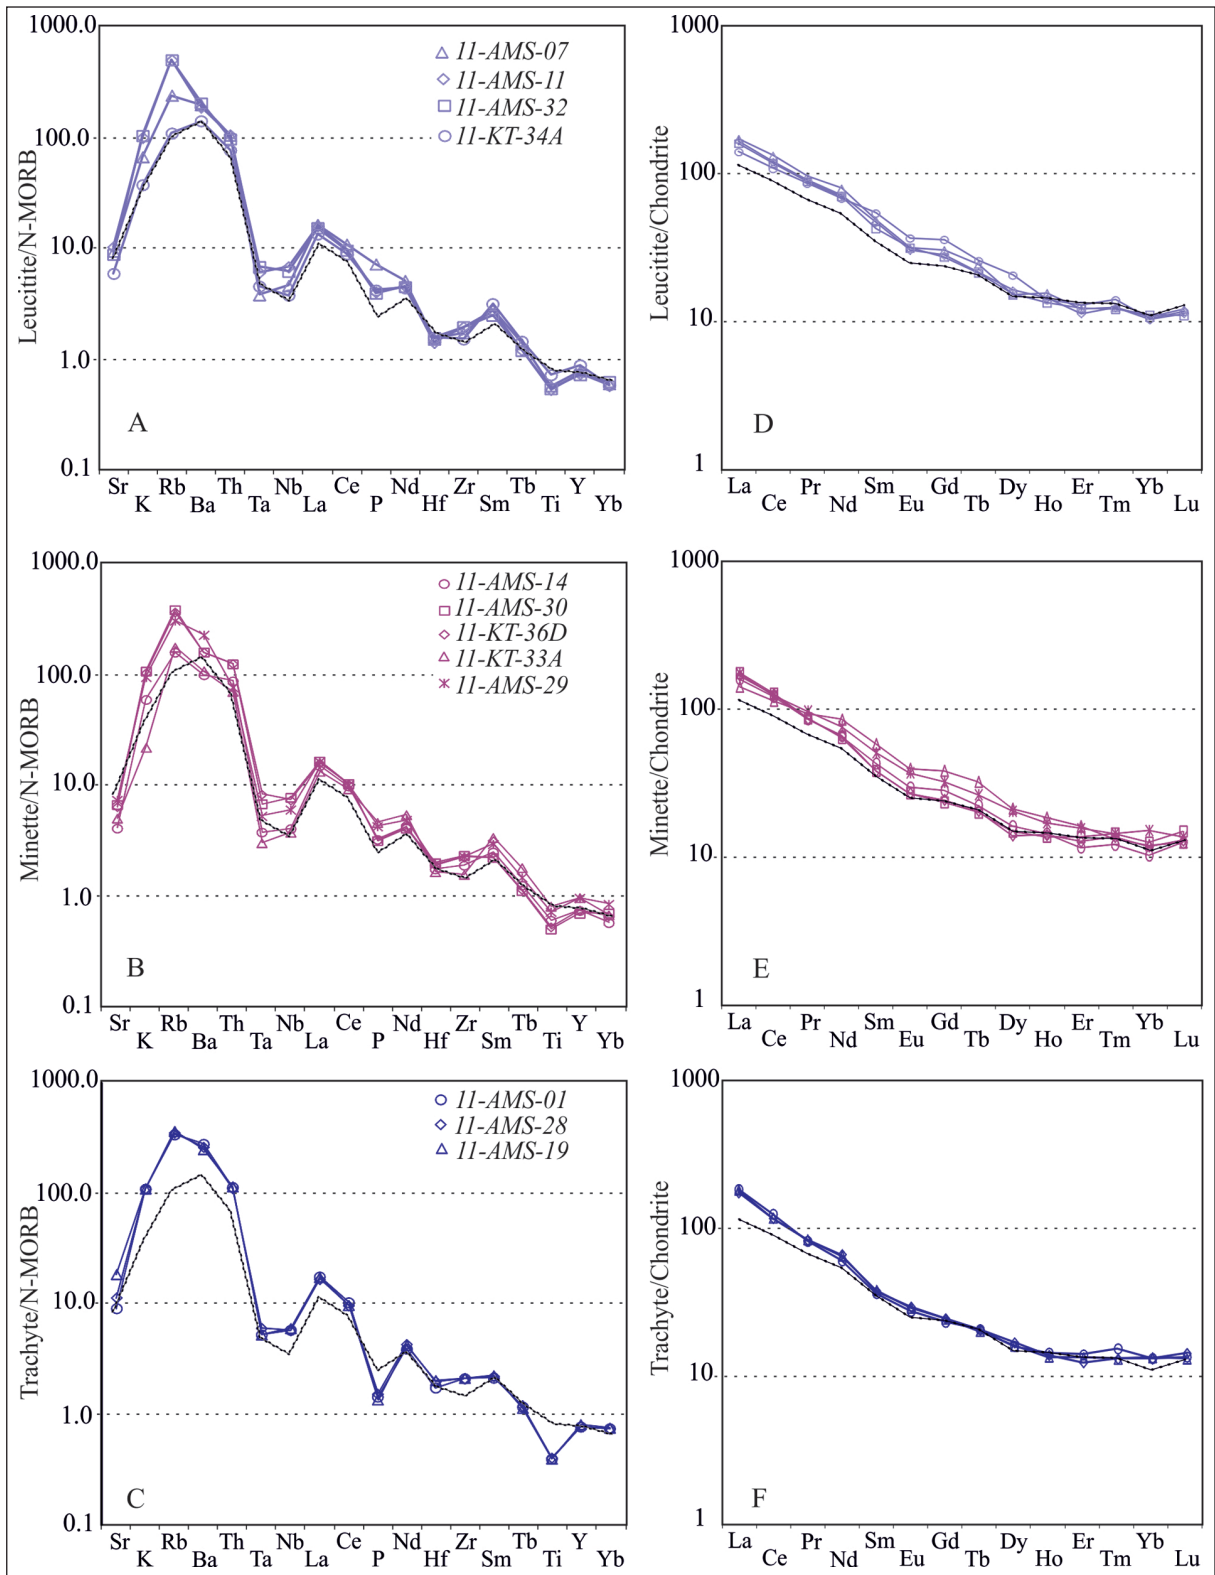 1000.0
100.0
10.0
1.0
0.1
Leucitite/N-MORB
11-AMS-07
11-AMS-11
11-AMS-32
11-KT-34A
A
Sr K Rb Ba Th Ta Nb La Ce P Nd Hf Zr Sm Tb Ti Y Yb
1000
100
10
1
Leucitite/Chondrite
D
La Ce Pr Nd Sm Eu Gd Tb Dy Ho Er Tm Yb Lu
1000.0
100.0
10.0
1.0
0.1
Minette/N-MORB
11-AMS-14
11-AMS-30
11-KT-36D
11-KT-33A
11-AMS-29
B
Sr K Rb Ba Th Ta Nb La Ce P Nd Hf Zr Sm Tb Ti Y Yb
1000
100
10
1
Minette/Chondrite
E
La Ce Pr Nd Sm Eu Gd Tb Dy Ho Er Tm Yb Lu
1000.0
100.0
10.0
1.0
0.1
Trachyte/N-MORB
11-AMS-01
11-AMS-28
11-AMS-19
C
Sr K Rb Ba Th Ta Nb La Ce P Nd Hf Zr Sm Tb Ti Y Yb
1000
100
10
1
Trachyte/Chondrite
F
La Ce Pr Nd Sm Eu Gd Tb Dy Ho Er Tm Yb Lu